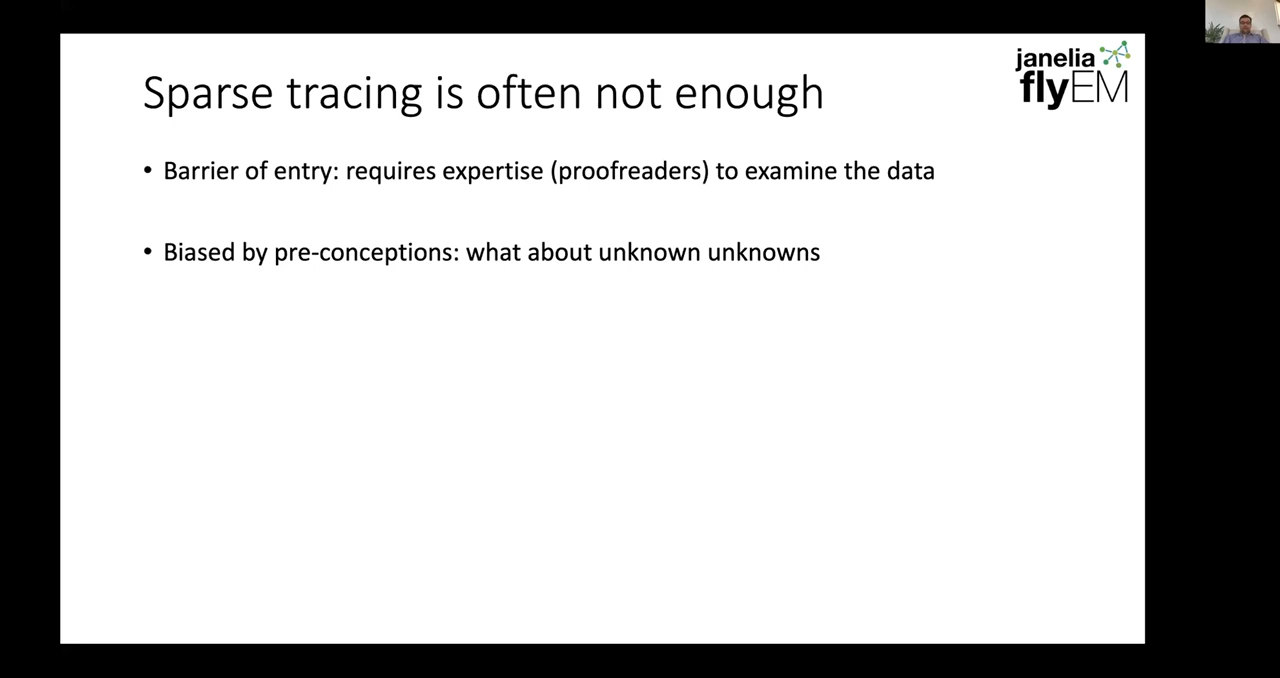 janelia
flyEM
Sparse tracing is often not enough
• Barrier of entry: requires expertise (proofreaders) to examine the data
• Biased by pre-conceptions: what about unknown unknowns